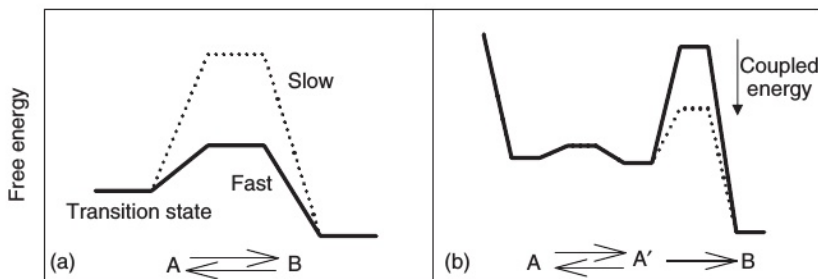 Free energy
Slow
Fast
Transition state
(a) A B
Coupled
energy
(b) A A′ B